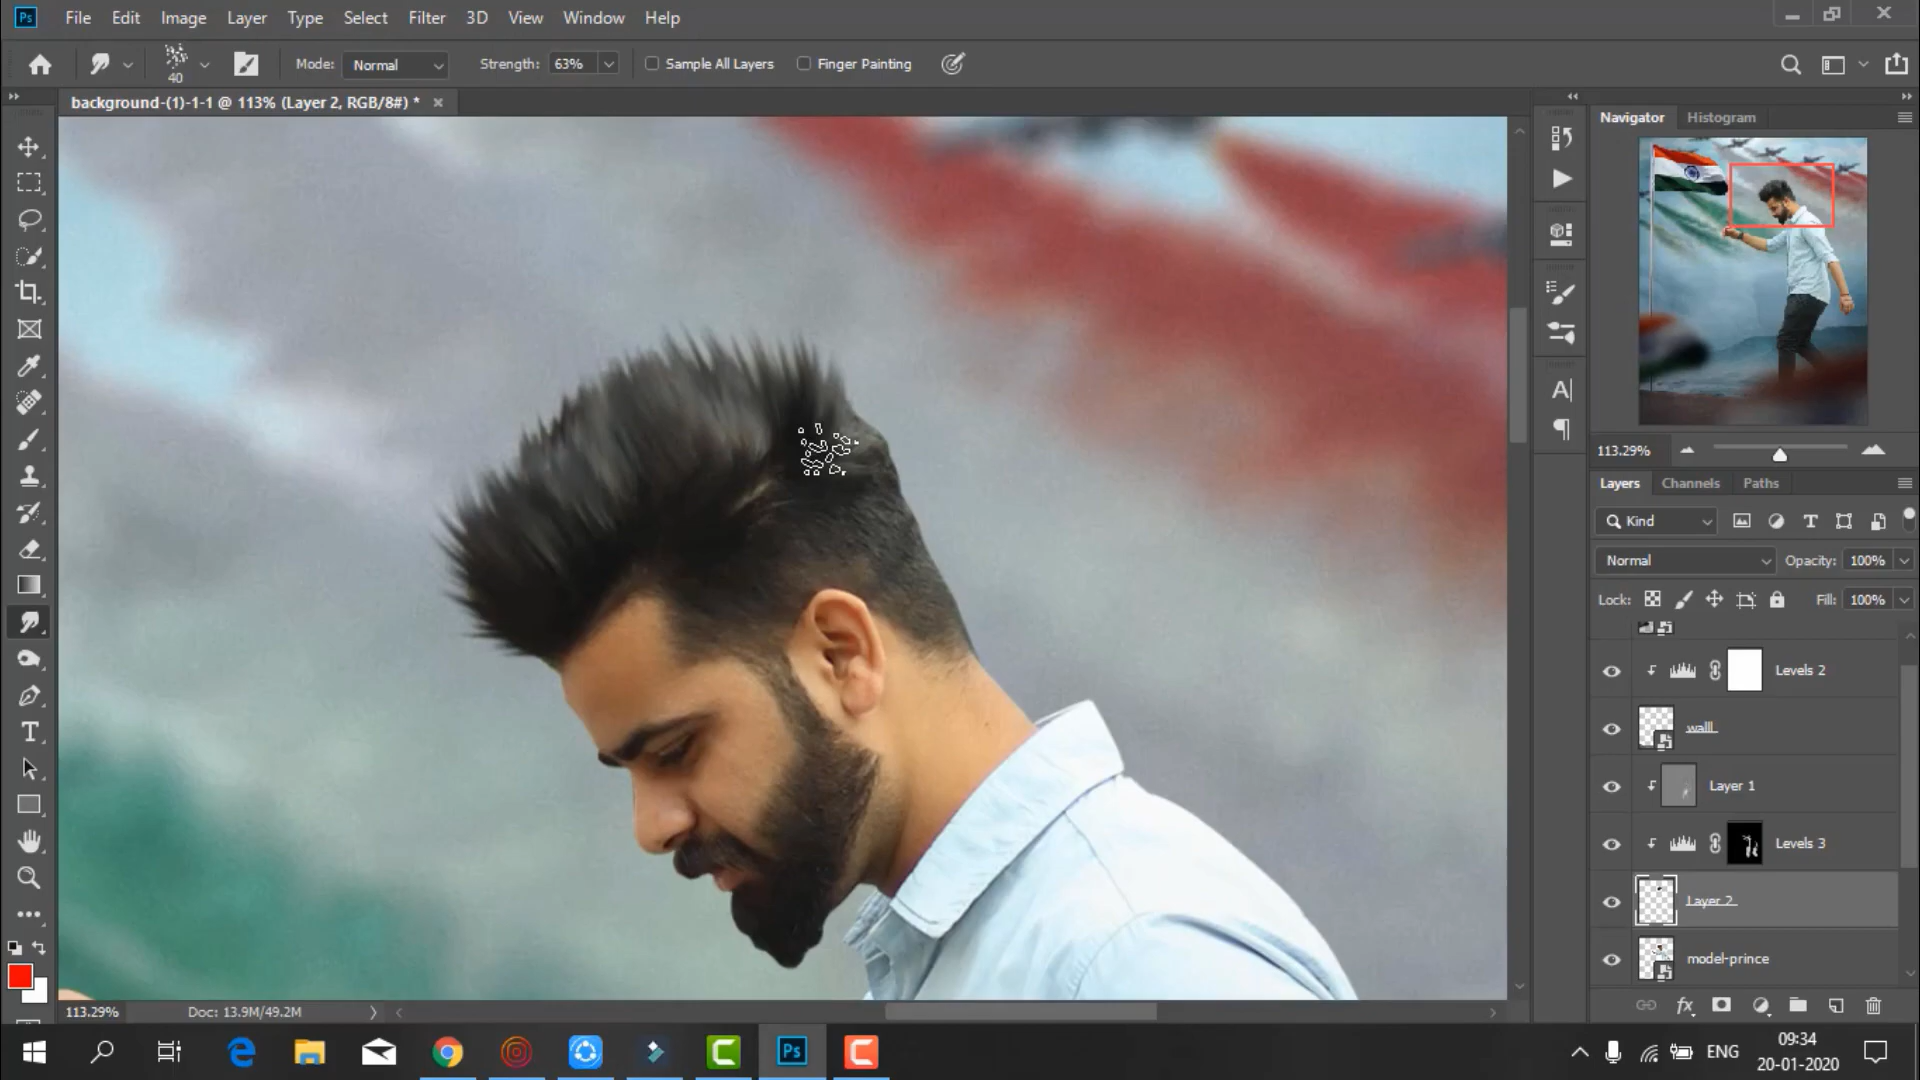 Ps File Edit Image Layer Type Select Filter 3D View Window Help
40 Mode: Normal Strength: 63% Sample All Layers Finger Painting
background-(1)-1-1 @ 113% (Layer 2, RGB/8#) * ×
Navigator Histogram
113.29%
Layers Channels Paths
Kind
Normal Opacity: 100%
Lock: Fill: 100%
Levels 2
walll
Layer 1
Levels 3
Layer 2
model-prince
113.29% Doc: 13.9M/49.2M
Ps
ENG
09:34
20-01-2020